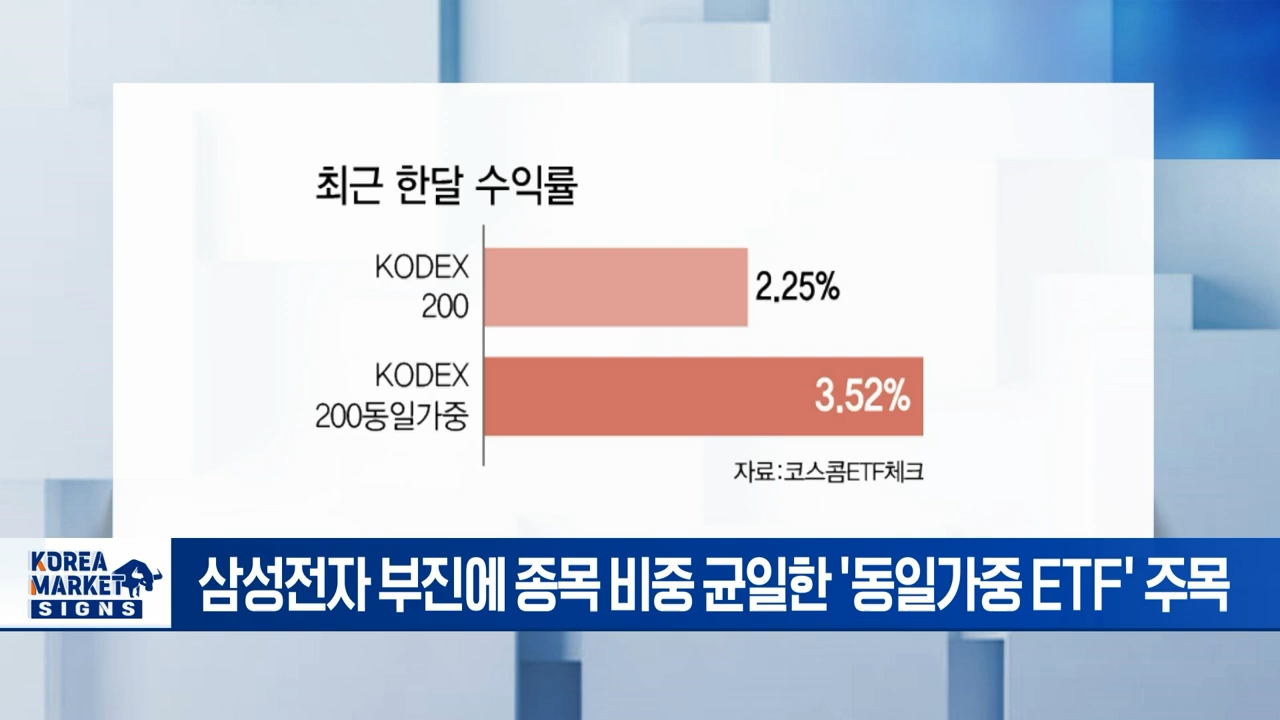 최근 한달 수익률
KODEX
200
2.25%
KODEX
200동일가중
3.52%
자료:코스콤ETF체크
KOREA
MARKET
SIGNS
삼성전자 부진에 종목 비중 균일한 '동일가중 ETF' 주목